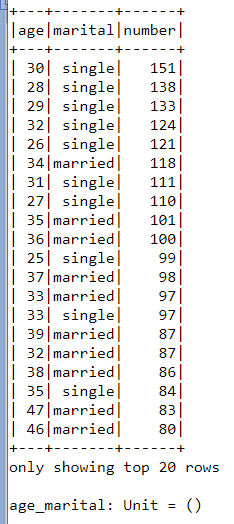 +---+-------+------+
|age|marital|number|
+---+-------+------+
| 30| single|   151|
| 28| single|   138|
| 29| single|   133|
| 32| single|   124|
| 26| single|   121|
| 34|married|   118|
| 31| single|   111|
| 27| single|   110|
| 35|married|   101|
| 36|married|   100|
| 25| single|    99|
| 37|married|    98|
| 33|married|    97|
| 33| single|    97|
| 39|married|    87|
| 32|married|    87|
| 38|married|    86|
| 35| single|    84|
| 47|married|    83|
| 46|married|    80|
+---+-------+------+
only showing top 20 rows

age_marital: Unit = ()